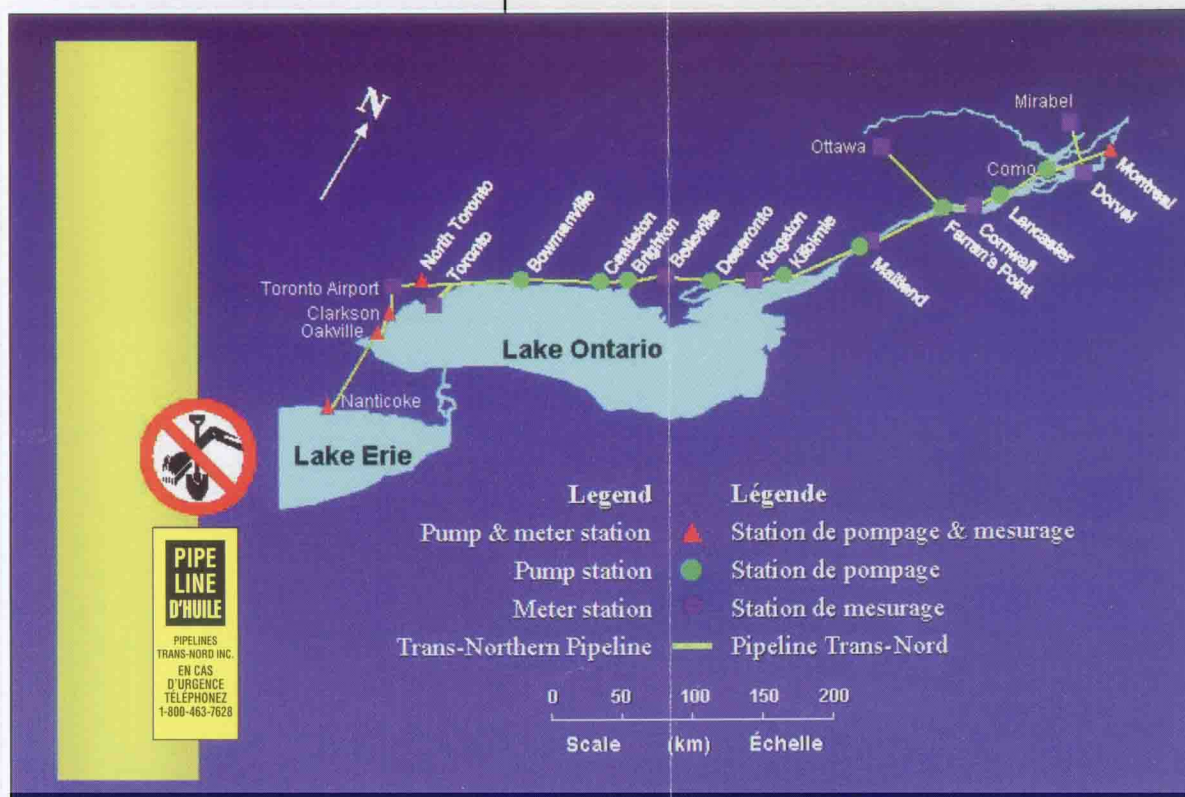 N
Mirabel
Ottawa
Como
Montreal
Dorval
Lancaster
Cornwall
Farran's Point
Maitland
Kingston
Deseronto
Belleville
Brighton
Castleton
Bowmanville
Toronto
North Toronto
Toronto Airport
Clarkson
Oakville
Lake Ontario
Nanticoke
Lake Erie
Legend Légende
Pump & meter station Station de pompage & mesurage
Pump station Station de pompage
Meter station Station de mesurage
Trans-Northern Pipeline Pipeline Trans-Nord
0 50 100 150 200
Scale (km) Échelle
PIPE
LINE
D'HUILE
PIPELINES
TRANS-NORD INC.
EN CAS
D'URGENCE
TÉLÉPHONEZ
1-800-463-7628